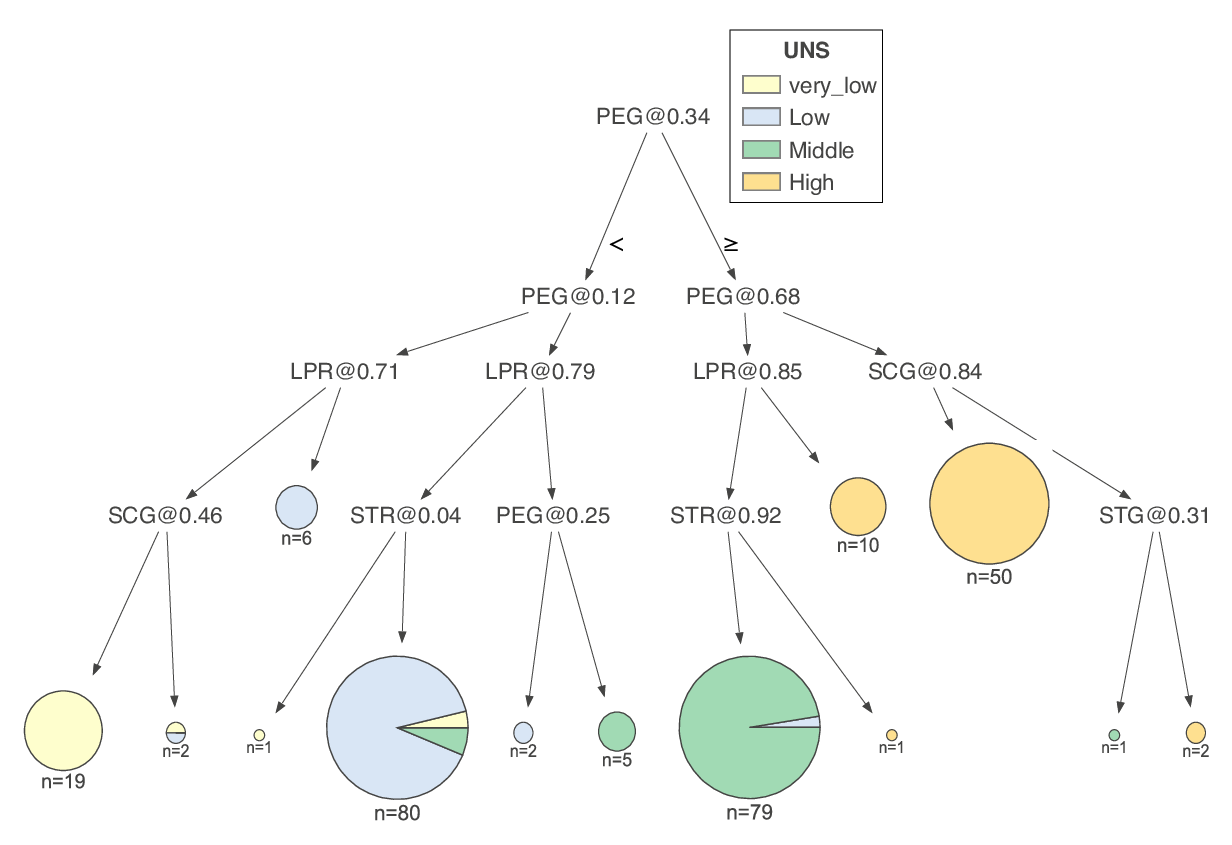 UNS
very_low
Low
Middle
High
PEG@0.34
< ≥
PEG@0.12 PEG@0.68
LPR@0.71 LPR@0.79 LPR@0.85 SCG@0.84
SCG@0.46 n=6 STR@0.04 PEG@0.25 STR@0.92 n=10 n=50 STG@0.31
n=19 n=2 n=1 n=80 n=2 n=5 n=79 n=1 n=1 n=2